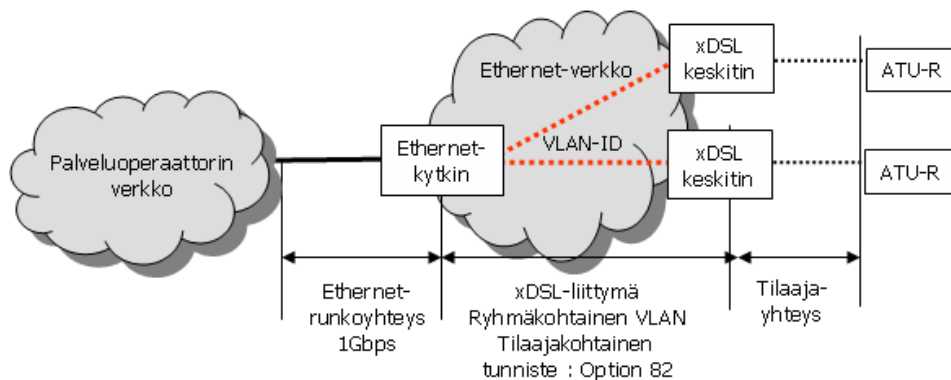 xDSL
keskitin
ATU-R
Ethernet-verkko
Palveluoperaattorin
verkko
Ethernet-
kytkin
VLAN-ID
xDSL
keskitin
ATU-R
Ethernet-
runkoyhteys
1Gbps
xDSL-liittymä
Ryhmäkohtainen VLAN
Tilaajakohtainen
tunniste : Option 82
Tilaaja-
yhteys